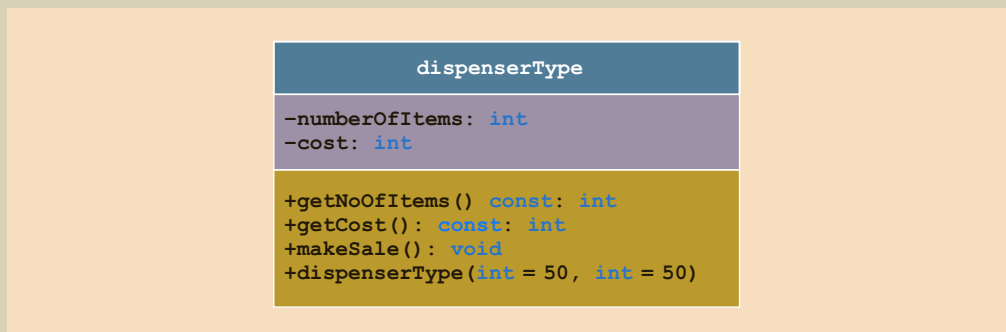 dispenserType
-numberOfItems: int
-cost: int
+getNoOfItems() const: int
+getCost(): const: int
+makeSale(): void
+dispenserType(int = 50, int = 50)